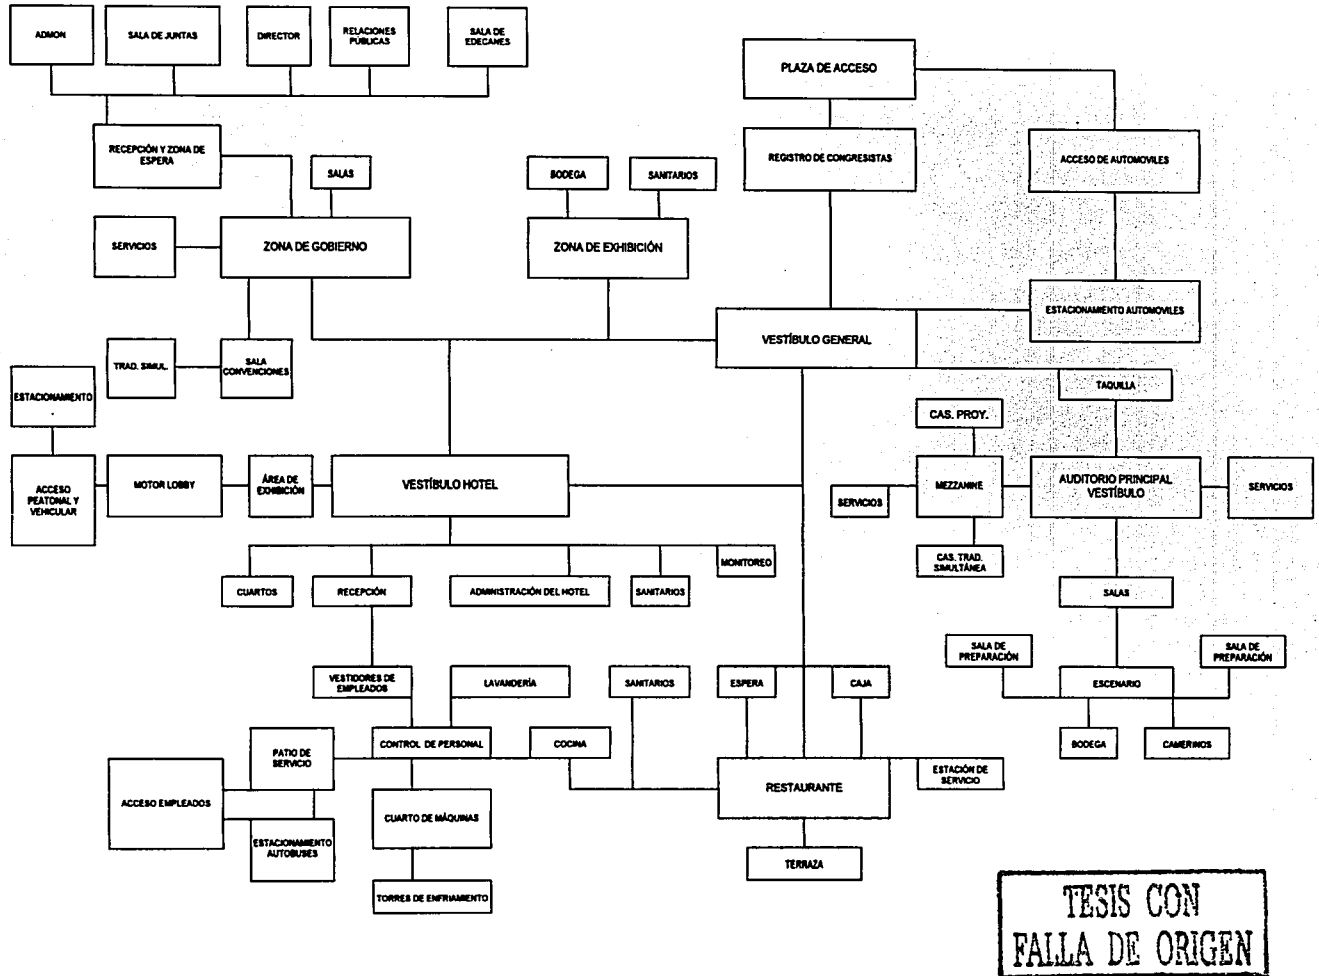 ADMON
SALA DE JUNTAS
DIRECTOR
RELACIONES
PÚBLICAS
SALA DE
EDECANES
PLAZA DE ACCESO
RECEPCIÓN Y ZONA DE
ESPERA
SALAS
BODEGA
SANITARIOS
REGISTRO DE CONGRESISTAS
ACCESO DE AUTOMOVILES
SERVICIOS
ZONA DE GOBIERNO
ZONA DE EXHIBICIÓN
ESTACIONAMIENTO AUTOMOVILES
VESTÍBULO GENERAL
TRAD. SIMUL.
SALA
CONVENCIONES
ESTACIONAMIENTO
TAQUILLA
CAS. PROY.
ACCESO
PEATONAL Y
VEHICULAR
MOTOR LOBBY
ÁREA DE
EXHIBICIÓN
VESTÍBULO HOTEL
SERVICIOS
MEZZANINE
AUDITORIO PRINCIPAL
VESTÍBULO
SERVICIOS
CUARTOS
RECEPCIÓN
ADMINISTRACIÓN DEL HOTEL
SANITARIOS
MONITOREO
CAS. TRAD.
SIMULTÁNEA
SALAS
SALA DE
PREPARACIÓN
SALA DE
PREPARACIÓN
VESTIDORES DE
EMPLEADOS
LAVANDERÍA
SANITARIOS
ESPERA
CAJA
ESCENARIO
PATIO DE
SERVICIO
CONTROL DE PERSONAL
COCINA
BODEGA
CAMERINOS
ACCESO EMPLEADOS
RESTAURANTE
ESTACIÓN DE
SERVICIO
CUARTO DE MÁQUINAS
ESTACIONAMIENTO
AUTOBUSES
TERRAZA
TORRES DE ENFRIAMIENTO
TESIS CON
FALLA DE ORIGEN